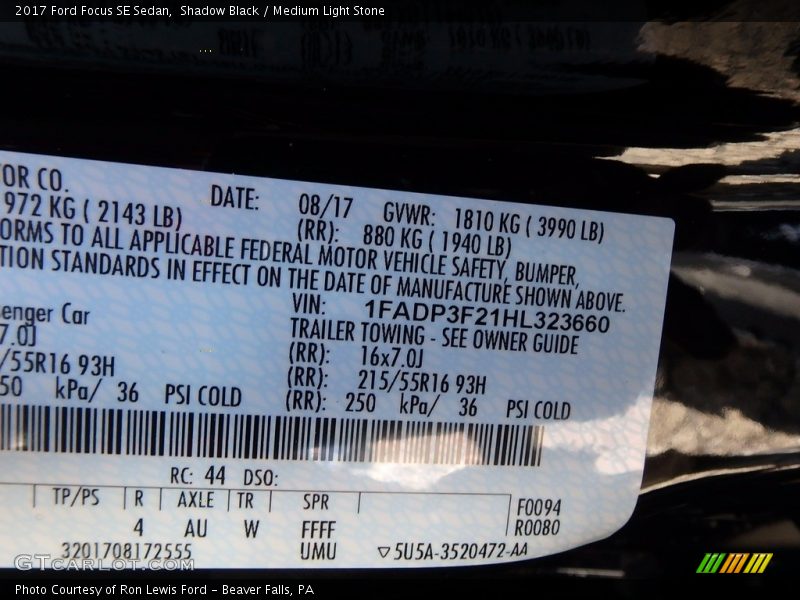 2017 Ford Focus SE Sedan, Shadow Black / Medium Light Stone
OR CO.
DATE: 08/17 GVWR: 1810 KG ( 3990 LB)
972 KG ( 2143 LB) (RR): 880 KG ( 1940 LB)
ORMS TO ALL APPLICABLE FEDERAL MOTOR VEHICLE SAFETY, BUMPER,
TION STANDARDS IN EFFECT ON THE DATE OF MANUFACTURE SHOWN ABOVE.
VIN: 1FADP3F21HL323660
senger Car TRAILER TOWING - SEE OWNER GUIDE
7.0J (RR): 16x7.0J
/55R16 93H (RR): 215/55R16 93H
50 kPa/ 36 PSI COLD (RR): 250 kPa/ 36 PSI COLD
RC: 44 DSO:
TP/PS R AXLE TR SPR F0094
4 AU W FFFF R0080
3201708172555 UMU ▽5U5A-3520472-AA
GTCarLot.com
Photo Courtesy of Ron Lewis Ford – Beaver Falls, PA